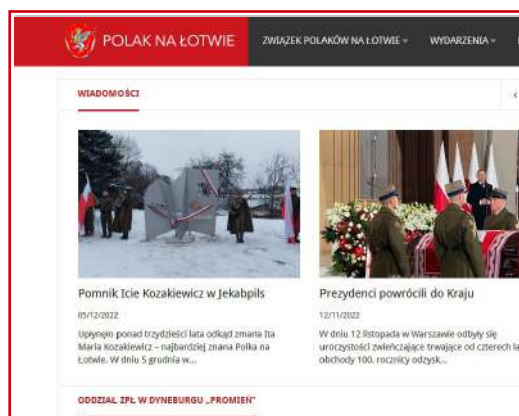 POLAK NA ŁOTWIE
ZWIĄZEK POLAKÓW NA ŁOTWIE
WYDARZENIA
WIADOMOŚCI
Pomnik Icie Kozakiewicz w Jekabpils
05/12/2022
Upłynęło ponad trzydzieści lata odkąd zmarła Ita
Maria Kozakiewicz – najbardziej znana Polka na
Łotwie. W dniu 5 grudnia w...
Prezydenci powrócili do Kraju
12/11/2022
W dniu 12 listopada w Warszawie odbyły się
uroczystości zwieńczające trwające od czterech la
obchody 100. rocznicy odzysk...
ODDZIAŁ ZPŁ W DYNEBURGU „PROMIEŃ”